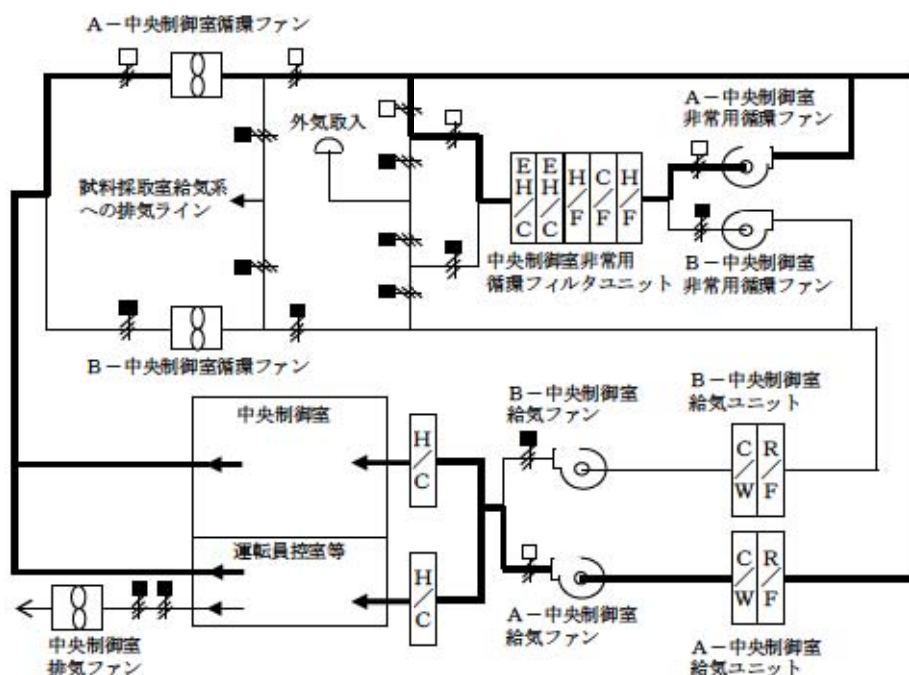 A-中央制御室循環ファン
外気取入
A-中央制御室
非常用循環ファン
試料採取室給気系
への排気ライン
EH/C
EH/C
H/F
C/F
H/F
中央制御室非常用
循環フィルタユニット
B-中央制御室
非常用循環ファン
B-中央制御室循環ファン
中央制御室
H/C
B-中央制御室
給気ファン
B-中央制御室
給気ユニット
C/W
R/F
運転員控室等
H/C
C/W
R/F
中央制御室
排気ファン
A-中央制御室
給気ファン
A-中央制御室
給気ユニット